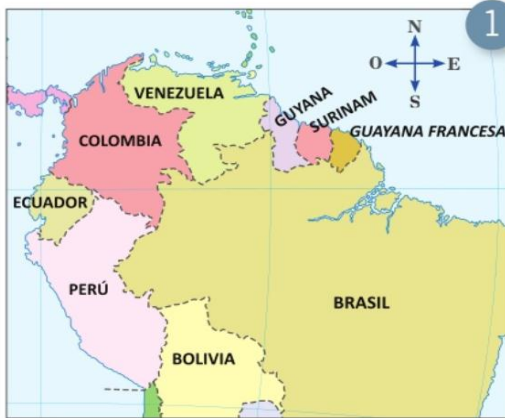 1
N
O E
S
VENEZUELA
GUYANA
SURINAM
GUAYANA FRANCESA
COLOMBIA
ECUADOR
PERÚ
BRASIL
BOLIVIA